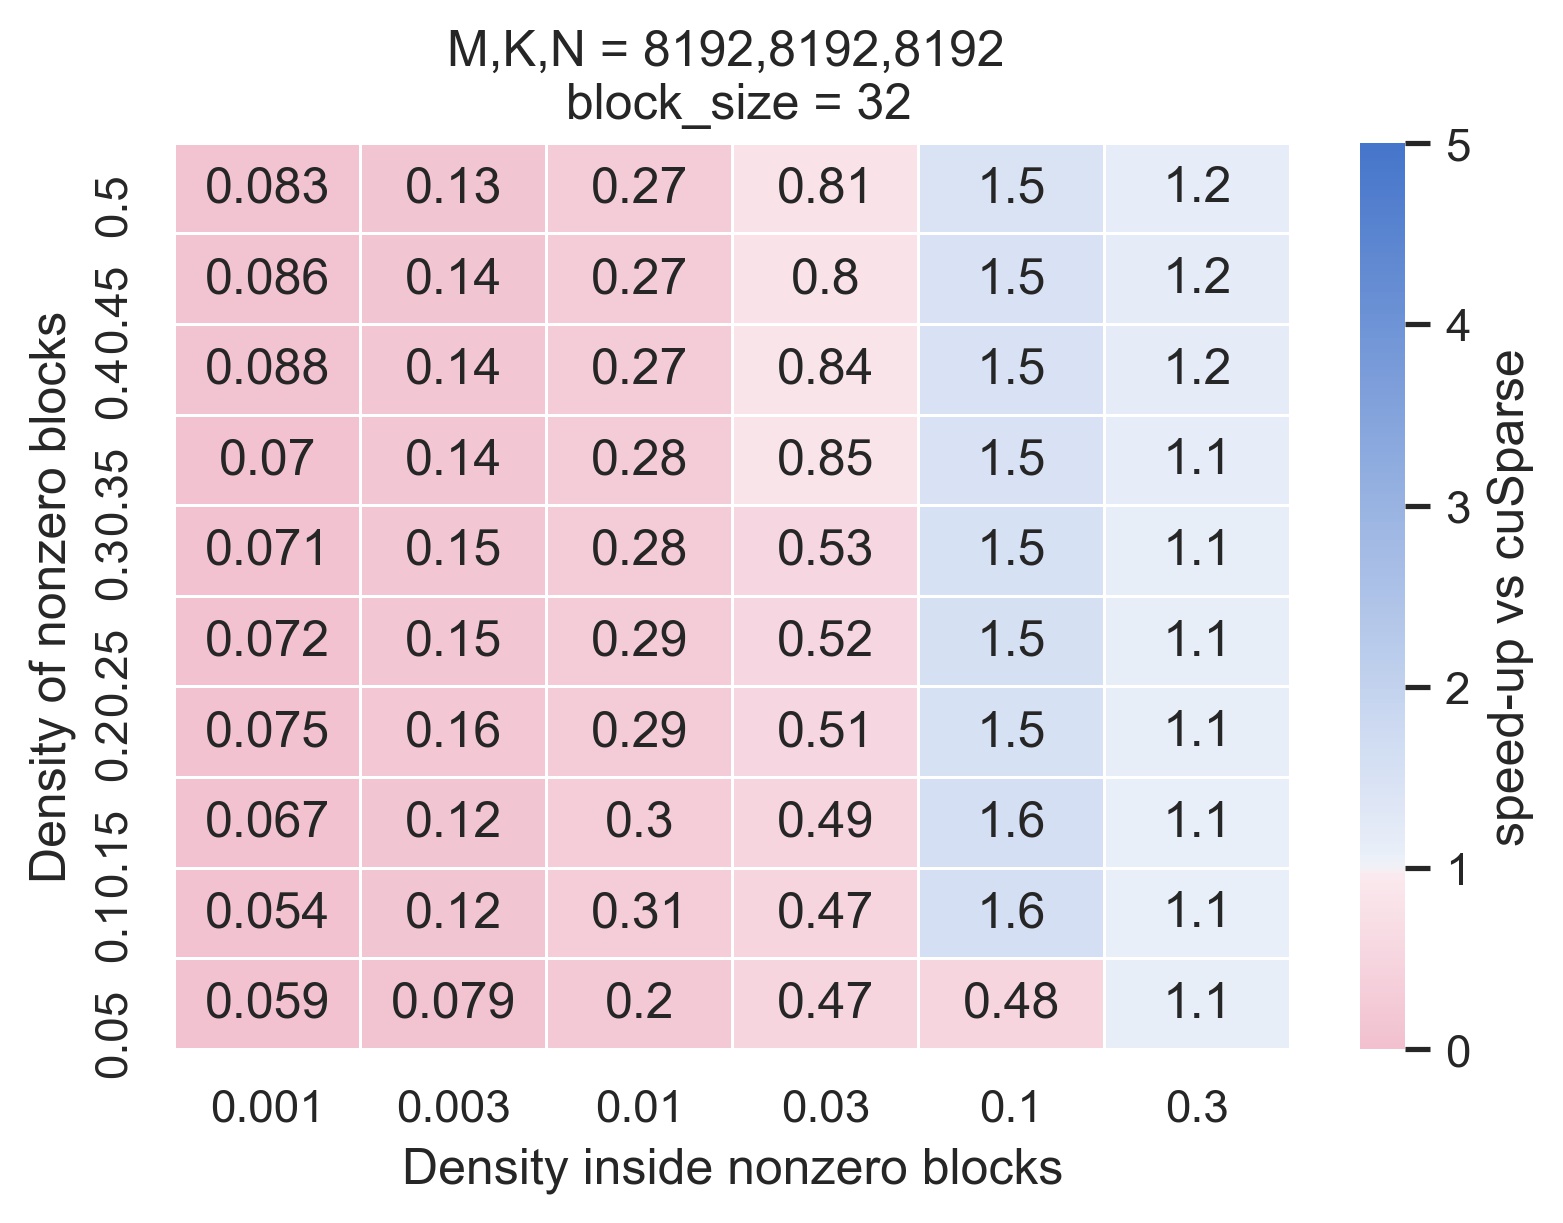 M,K,N = 8192,8192,8192
block_size = 32
Density of nonzero blocks
0.5 0.083 0.13 0.27 0.81 1.5 1.2
0.45 0.086 0.14 0.27 0.8 1.5 1.2
0.4 0.088 0.14 0.27 0.84 1.5 1.2
0.35 0.07 0.14 0.28 0.85 1.5 1.1
0.3 0.071 0.15 0.28 0.53 1.5 1.1
0.25 0.072 0.15 0.29 0.52 1.5 1.1
0.2 0.075 0.16 0.29 0.51 1.5 1.1
0.15 0.067 0.12 0.3 0.49 1.6 1.1
0.1 0.054 0.12 0.31 0.47 1.6 1.1
0.05 0.059 0.079 0.2 0.47 0.48 1.1
0.001 0.003 0.01 0.03 0.1 0.3
Density inside nonzero blocks
5
4
3
2
1
0
speed-up vs cuSparse